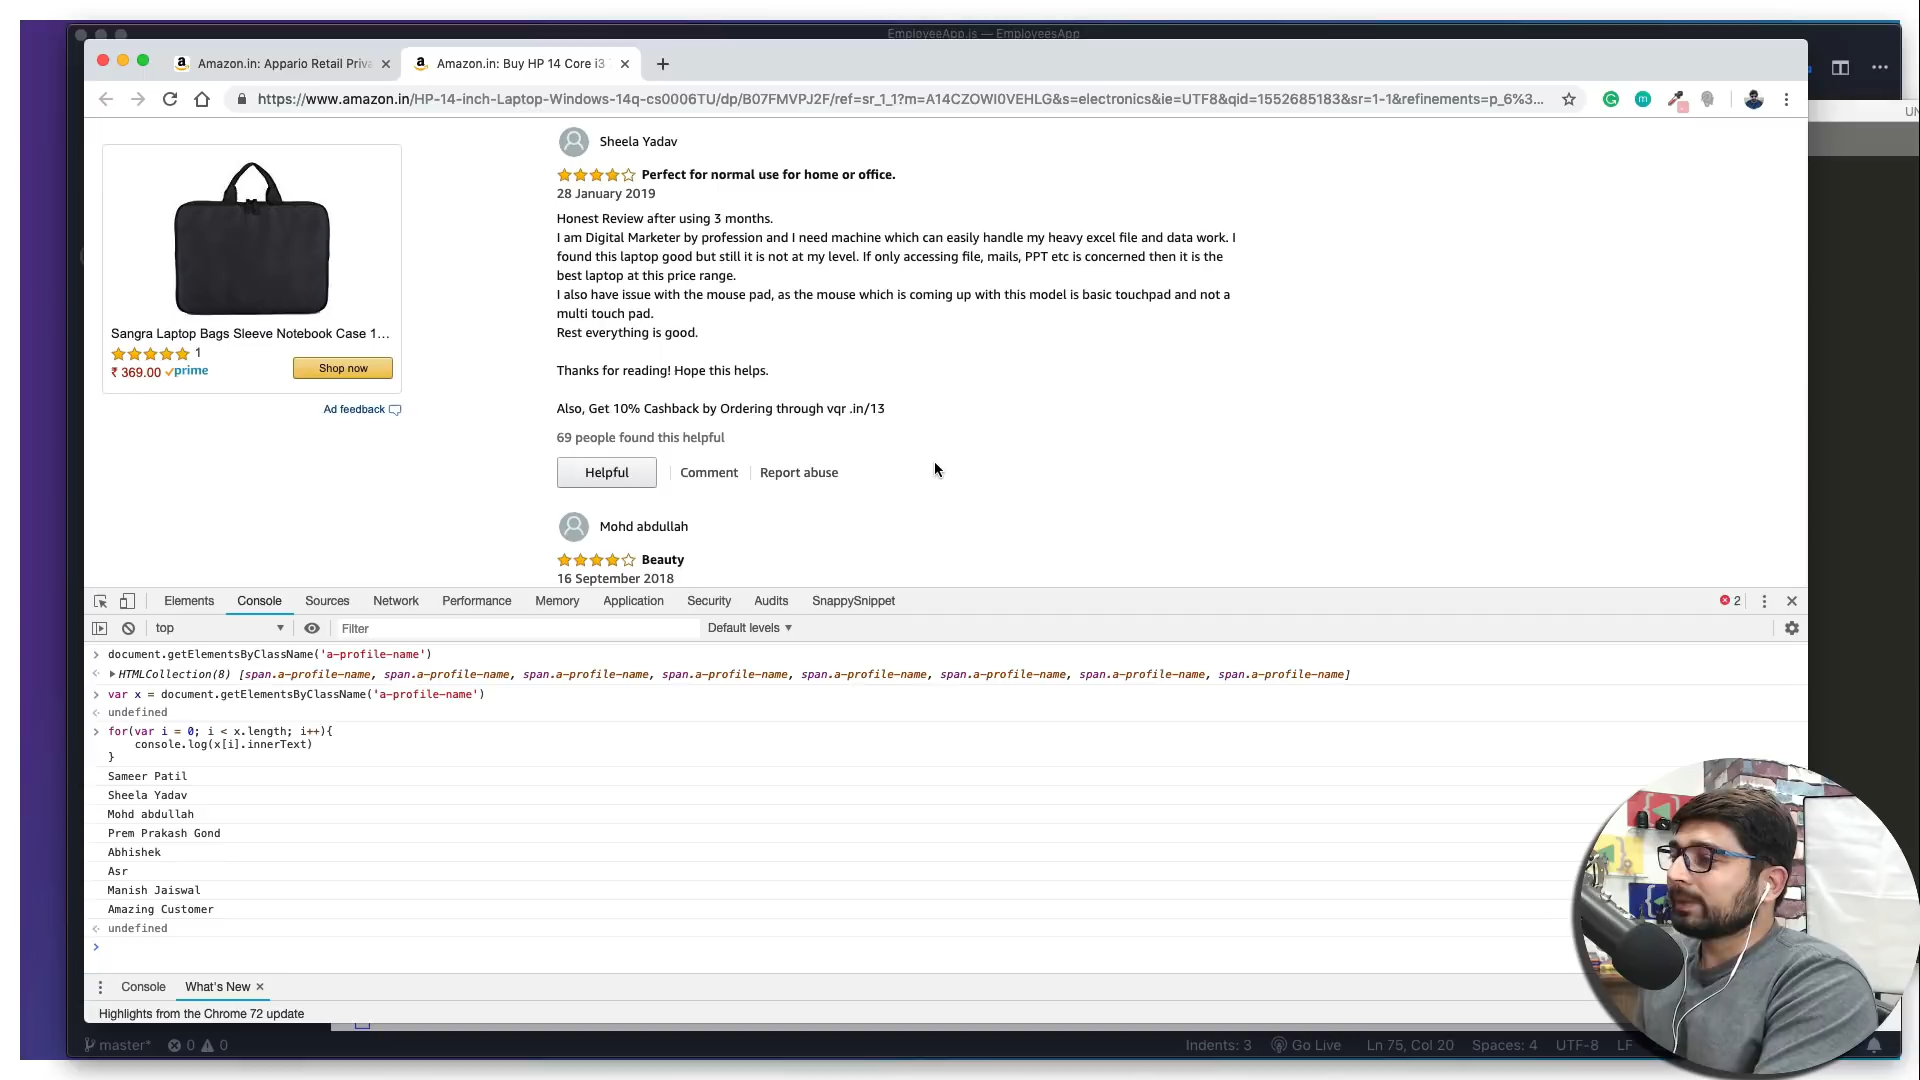 EmployeeApp.js — EmployeesApp
Amazon.in: Appario Retail Priva
Amazon.in: Buy HP 14 Core i3
https://www.amazon.in/HP-14-inch-Laptop-Windows-14q-cs0006TU/dp/B07FMVPJ2F/ref=sr_1_1?m=A14CZOWI0VEHLG&s=electronics&ie=UTF8&qid=1552685183&sr=1-1&refinements=p_6%3...
UN
Sheela Yadav
Perfect for normal use for home or office.
28 January 2019
Honest Review after using 3 months.
I am Digital Marketer by profession and I need machine which can easily handle my heavy excel file and data work. I
found this laptop good but still it is not at my level. If only accessing file, mails, PPT etc is concerned then it is the
best laptop at this price range.
I also have issue with the mouse pad, as the mouse which is coming up with this model is basic touchpad and not a
multi touch pad.
Rest everything is good.
Thanks for reading! Hope this helps.
Also, Get 10% Cashback by Ordering through vqr .in/13
69 people found this helpful
Helpful
Comment
Report abuse
Mohd abdullah
Beauty
16 September 2018
Sangra Laptop Bags Sleeve Notebook Case 1...
1
₹ 369.00 prime
Shop now
Ad feedback
Elements Console Sources Network Performance Memory Application Security Audits SnappySnippet
2
top
Filter
Default levels
document.getElementsByClassName('a-profile-name')
HTMLCollection(8) [span.a-profile-name, span.a-profile-name, span.a-profile-name, span.a-profile-name, span.a-profile-name, span.a-profile-name, span.a-profile-name, span.a-profile-name]
var x = document.getElementsByClassName('a-profile-name')
undefined
for(var i = 0; i < x.length; i++){
console.log(x[i].innerText)
}
Sameer Patil
Sheela Yadav
Mohd abdullah
Prem Prakash Gond
Abhishek
Asr
Manish Jaiswal
Amazing Customer
undefined
Console What's New
Highlights from the Chrome 72 update
master* 0 0
Indents: 3 Go Live Ln 75, Col 20 Spaces: 4 UTF-8 LF